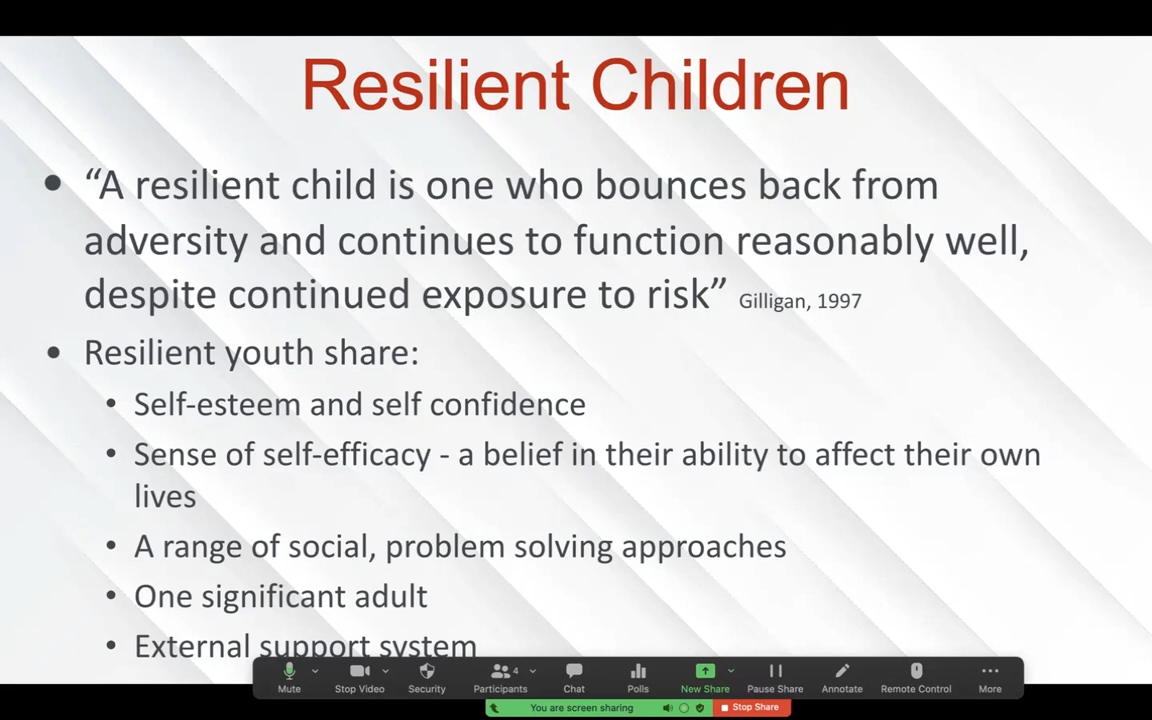 Resilient Children
• “A resilient child is one who bounces back from
adversity and continues to function reasonably well,
despite continued exposure to risk” Gilligan, 1997
• Resilient youth share:
• Self-esteem and self confidence
• Sense of self-efficacy - a belief in their ability to affect their own
lives
• A range of social, problem solving approaches
• One significant adult
• External support system
4
Mute Stop Video Security Participants Chat Polls New Share Pause Share Annotate Remote Control More
You are screen sharing Stop Share